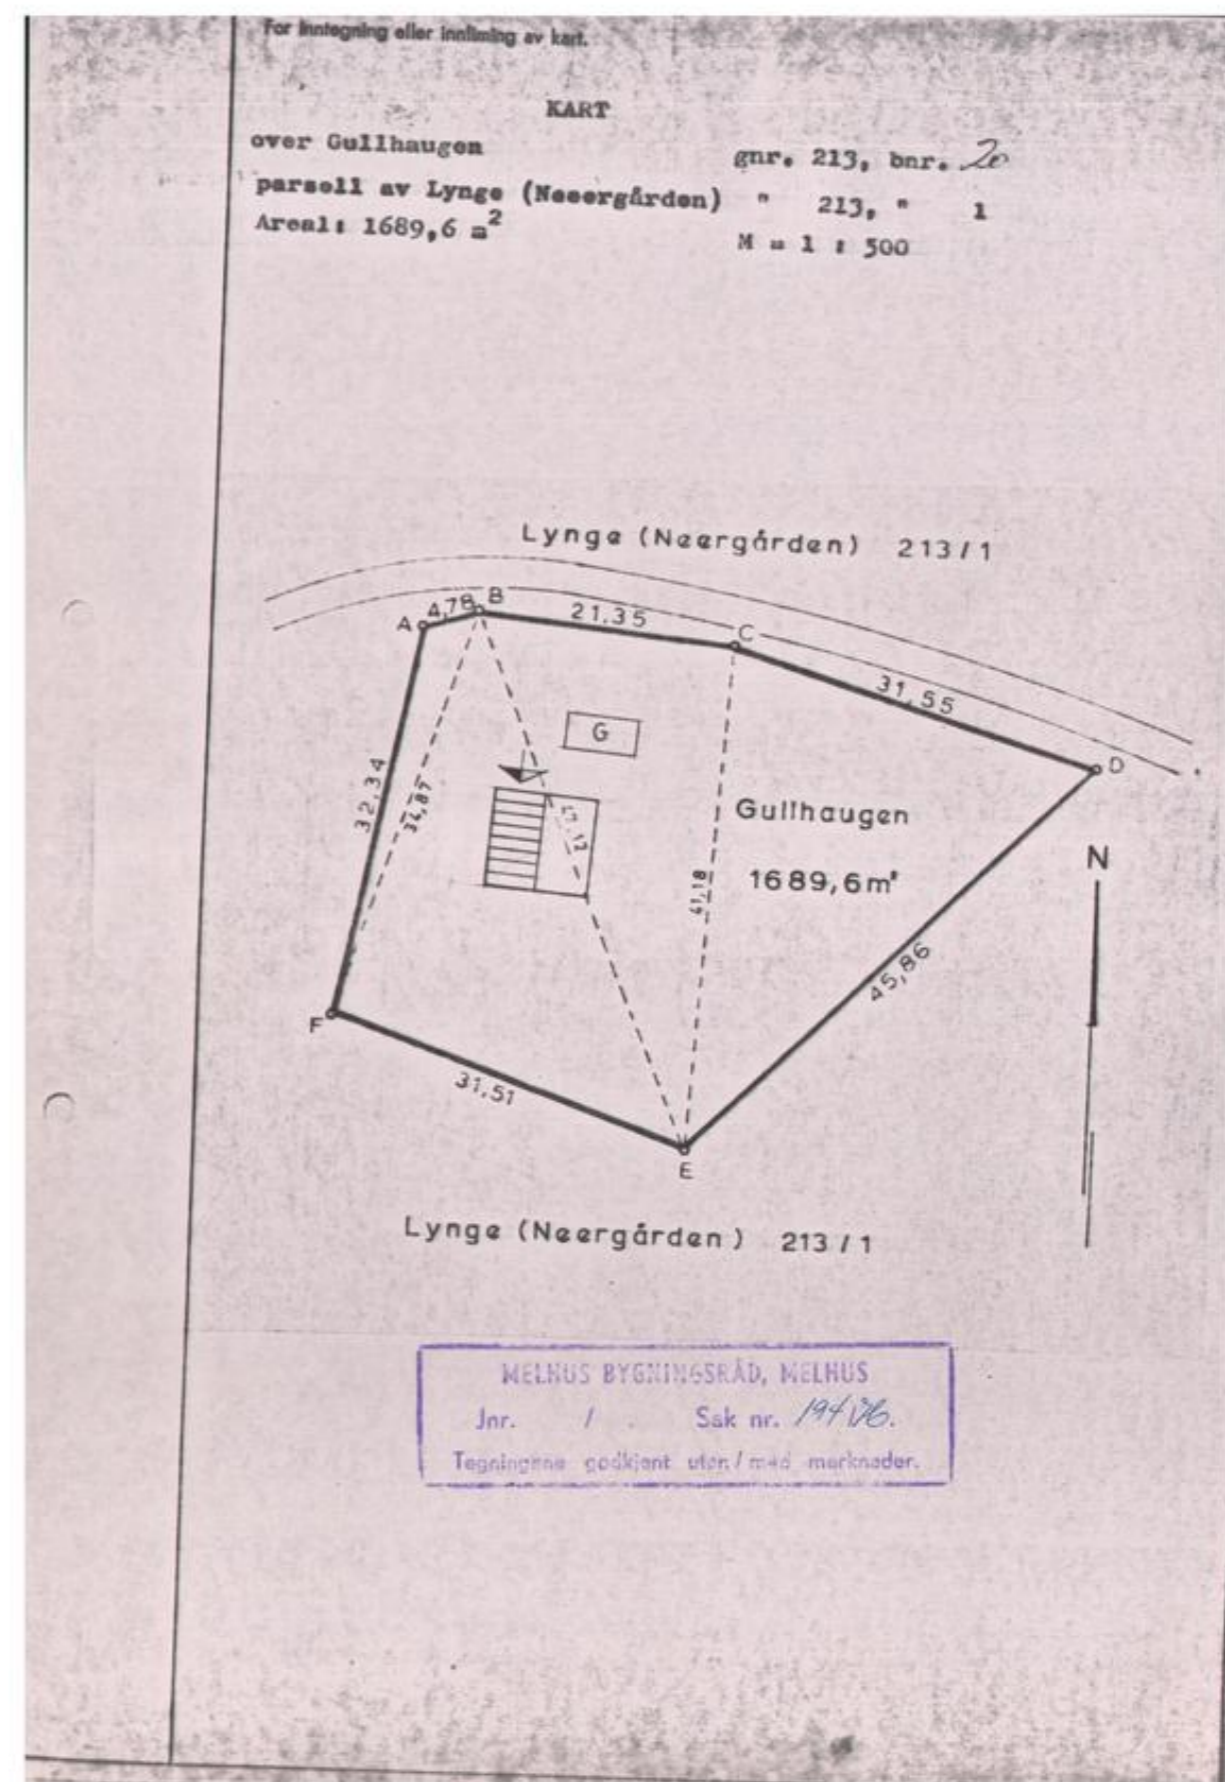 For inntegning eller innliming av kart.
KART
over Gullhaugen gnr. 213, bnr. 20
parsell av Lynge (Neeergården) " 213, " 1
Areal: 1689,6 m²
M = 1 : 500
Lynge (Neergården) 213/1
A 4,78 B 21,35 C 31,55 D
G
32,34
34,87
47,12
41,18
Gullhaugen
1689,6m²
N
45,86
F 31,51 E
Lynge (Neergården) 213/1
MELHUS BYGNINGSRÅD, MELHUS
Jnr. / . Sak nr. 194/76.
Tegningene godkjent uten/med merknader.